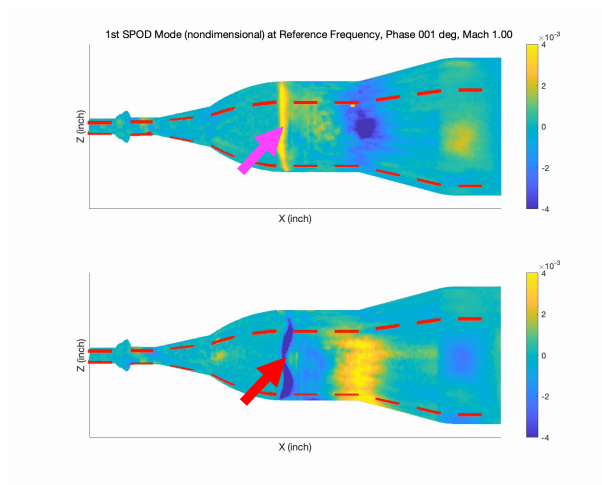 1st SPOD Mode (nondimensional) at Reference Frequency, Phase 001 deg, Mach 1.00
×10⁻³
4
2
0
-2
-4
Z (inch)
X (inch)
×10⁻³
4
2
0
-2
-4
Z (inch)
X (inch)